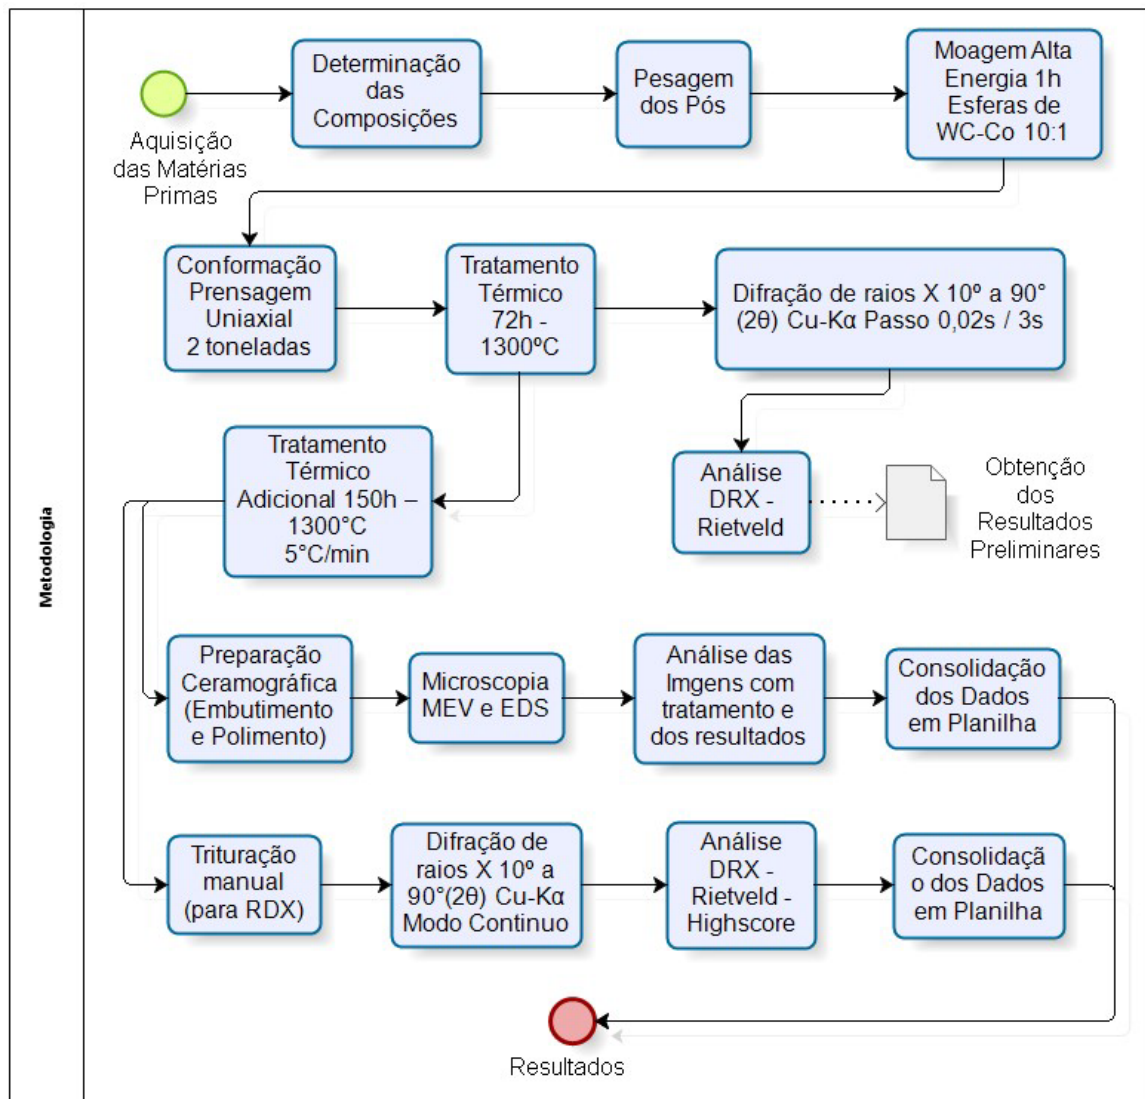 Metodologia
Aquisição
das Matérias
Primas
Determinação
das
Composições
Pesagem
dos Pós
Moagem Alta
Energia 1h
Esferas de
WC-Co 10:1
Conformação
Prensagem
Uniaxial
2 toneladas
Tratamento
Térmico
72h -
1300ºC
Difração de raios X 10º a 90°
(2θ) Cu-Kα Passo 0,02s / 3s
Tratamento
Térmico
Adicional 150h –
1300°C
5°C/min
Análise
DRX -
Rietveld
Obtenção
dos
Resultados
Preliminares
Preparação
Ceramográfica
(Embutimento
e Polimento)
Microscopia
MEV e EDS
Análise das
Imgens com
tratamento e
dos resultados
Consolidação
dos Dados
em Planilha
Trituração
manual
(para RDX)
Difração de
raios X 10º a
90°(2θ) Cu-Kα
Modo Continuo
Análise
DRX -
Rietveld -
Highscore
Consolidaçã
o dos Dados
em Planilha
Resultados